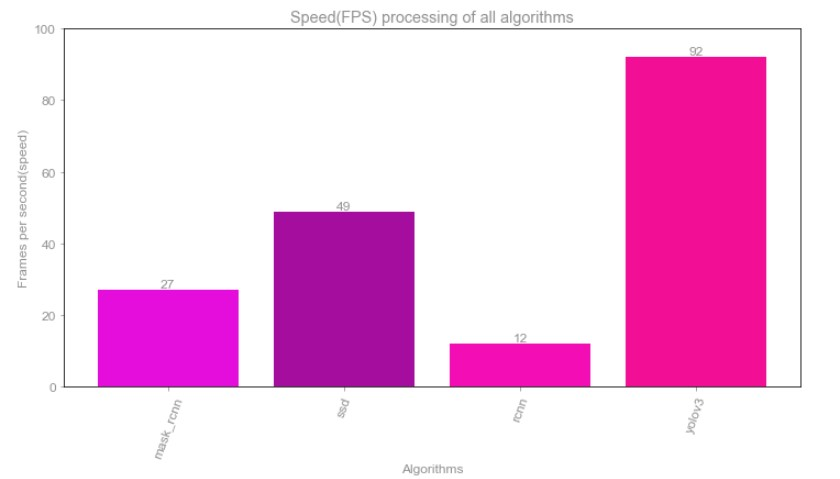 Speed(FPS) processing of all algorithms
100
80
60
40
20
0
Frames per second(speed)
27
49
12
92
mask_rcnn
ssd
rcnn
yolov3
Algorithms